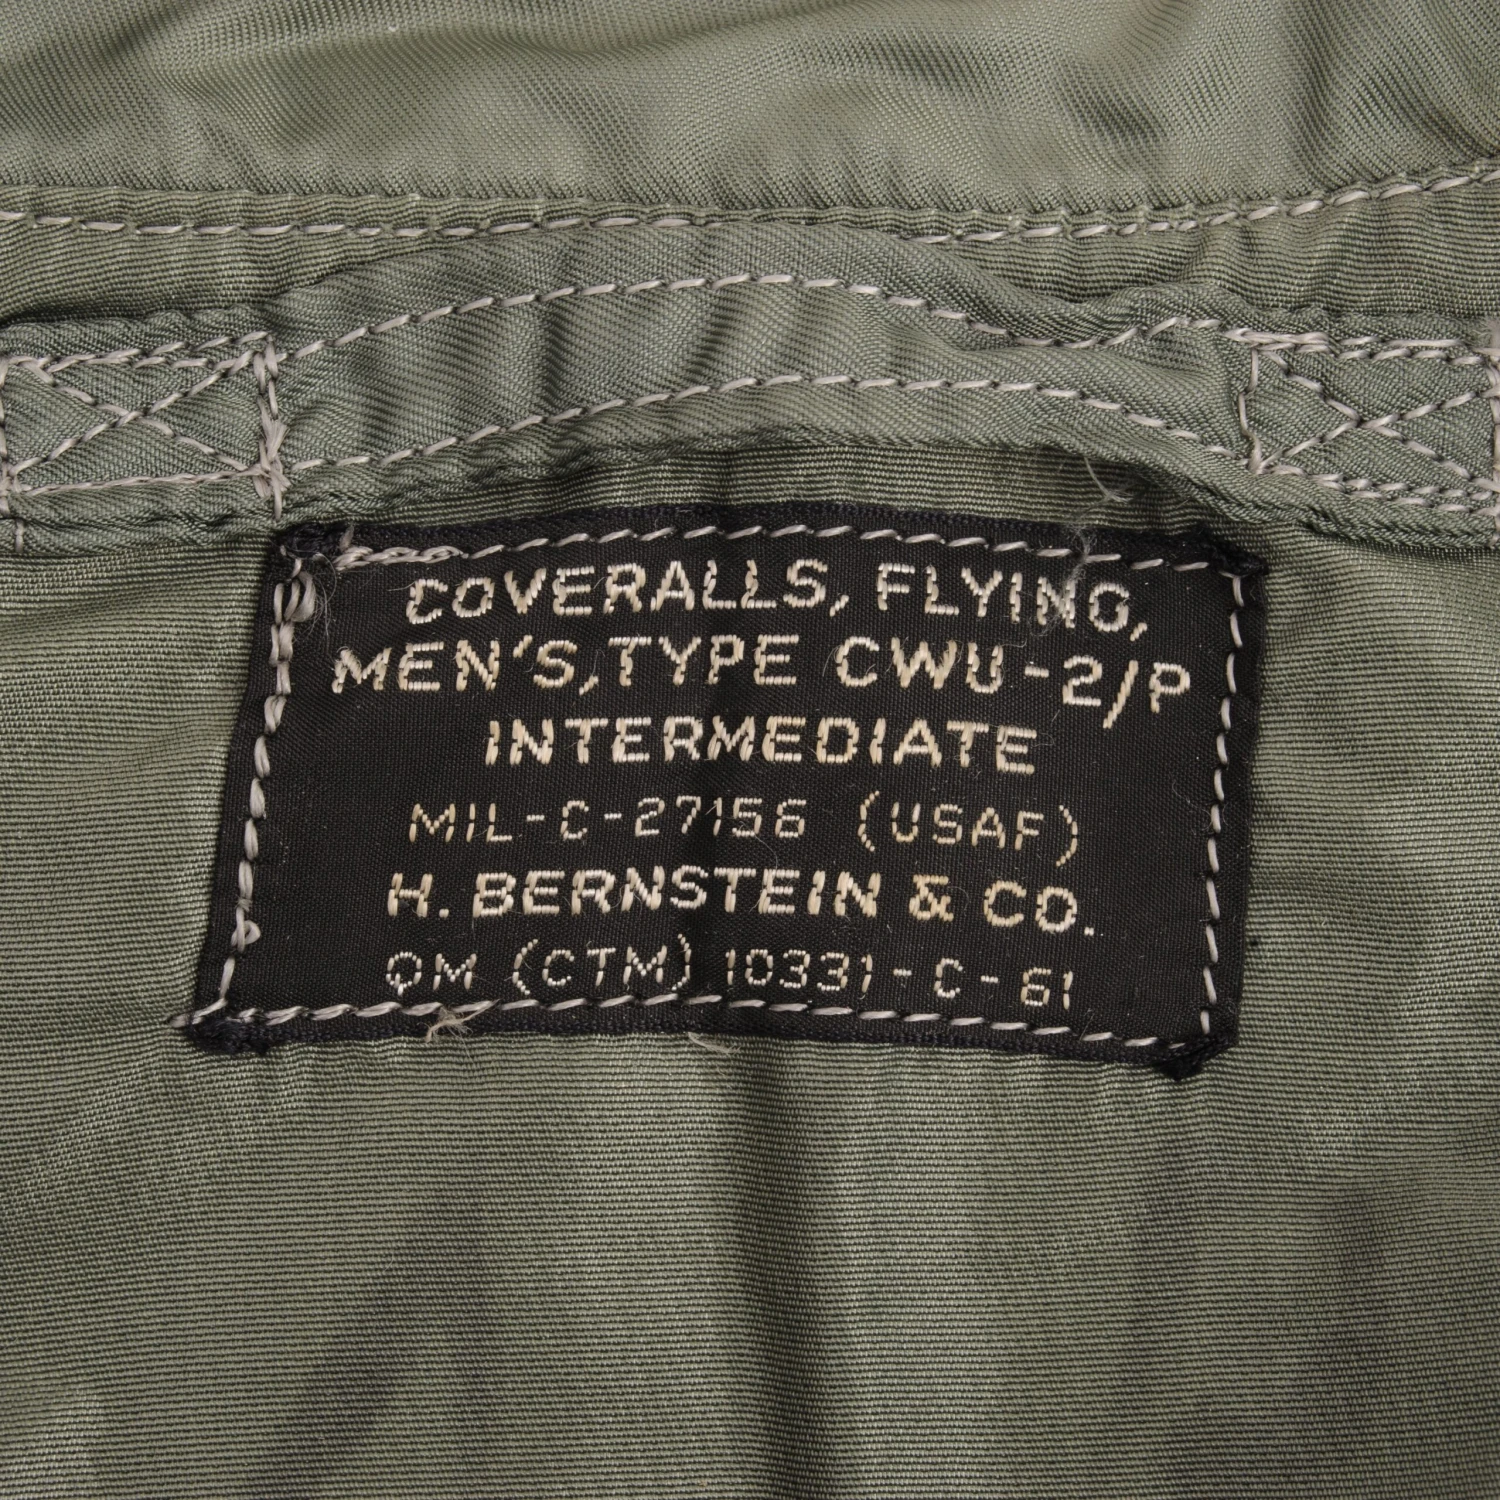 COVERALLS, FLYING,
MEN'S, TYPE CWU-2/P
INTERMEDIATE
MIL-C-27156 (USAF)
H. BERNSTEIN & CO.
QM (CTM) 10331-C-61